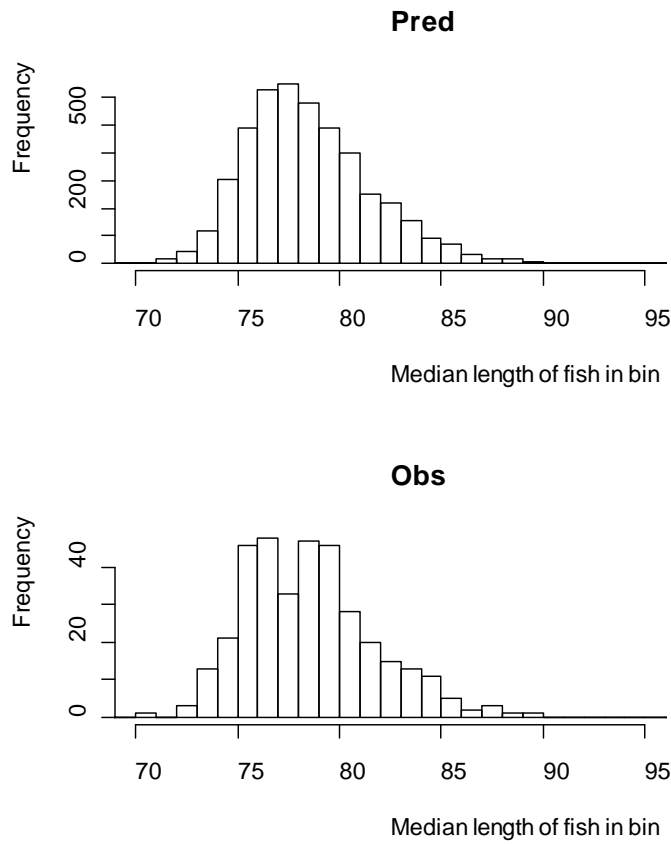 Pred
Frequency
500
200
0
70 75 80 85 90 95
Median length of fish in bin
Obs
Frequency
40
20
0
70 75 80 85 90 95
Median length of fish in bin